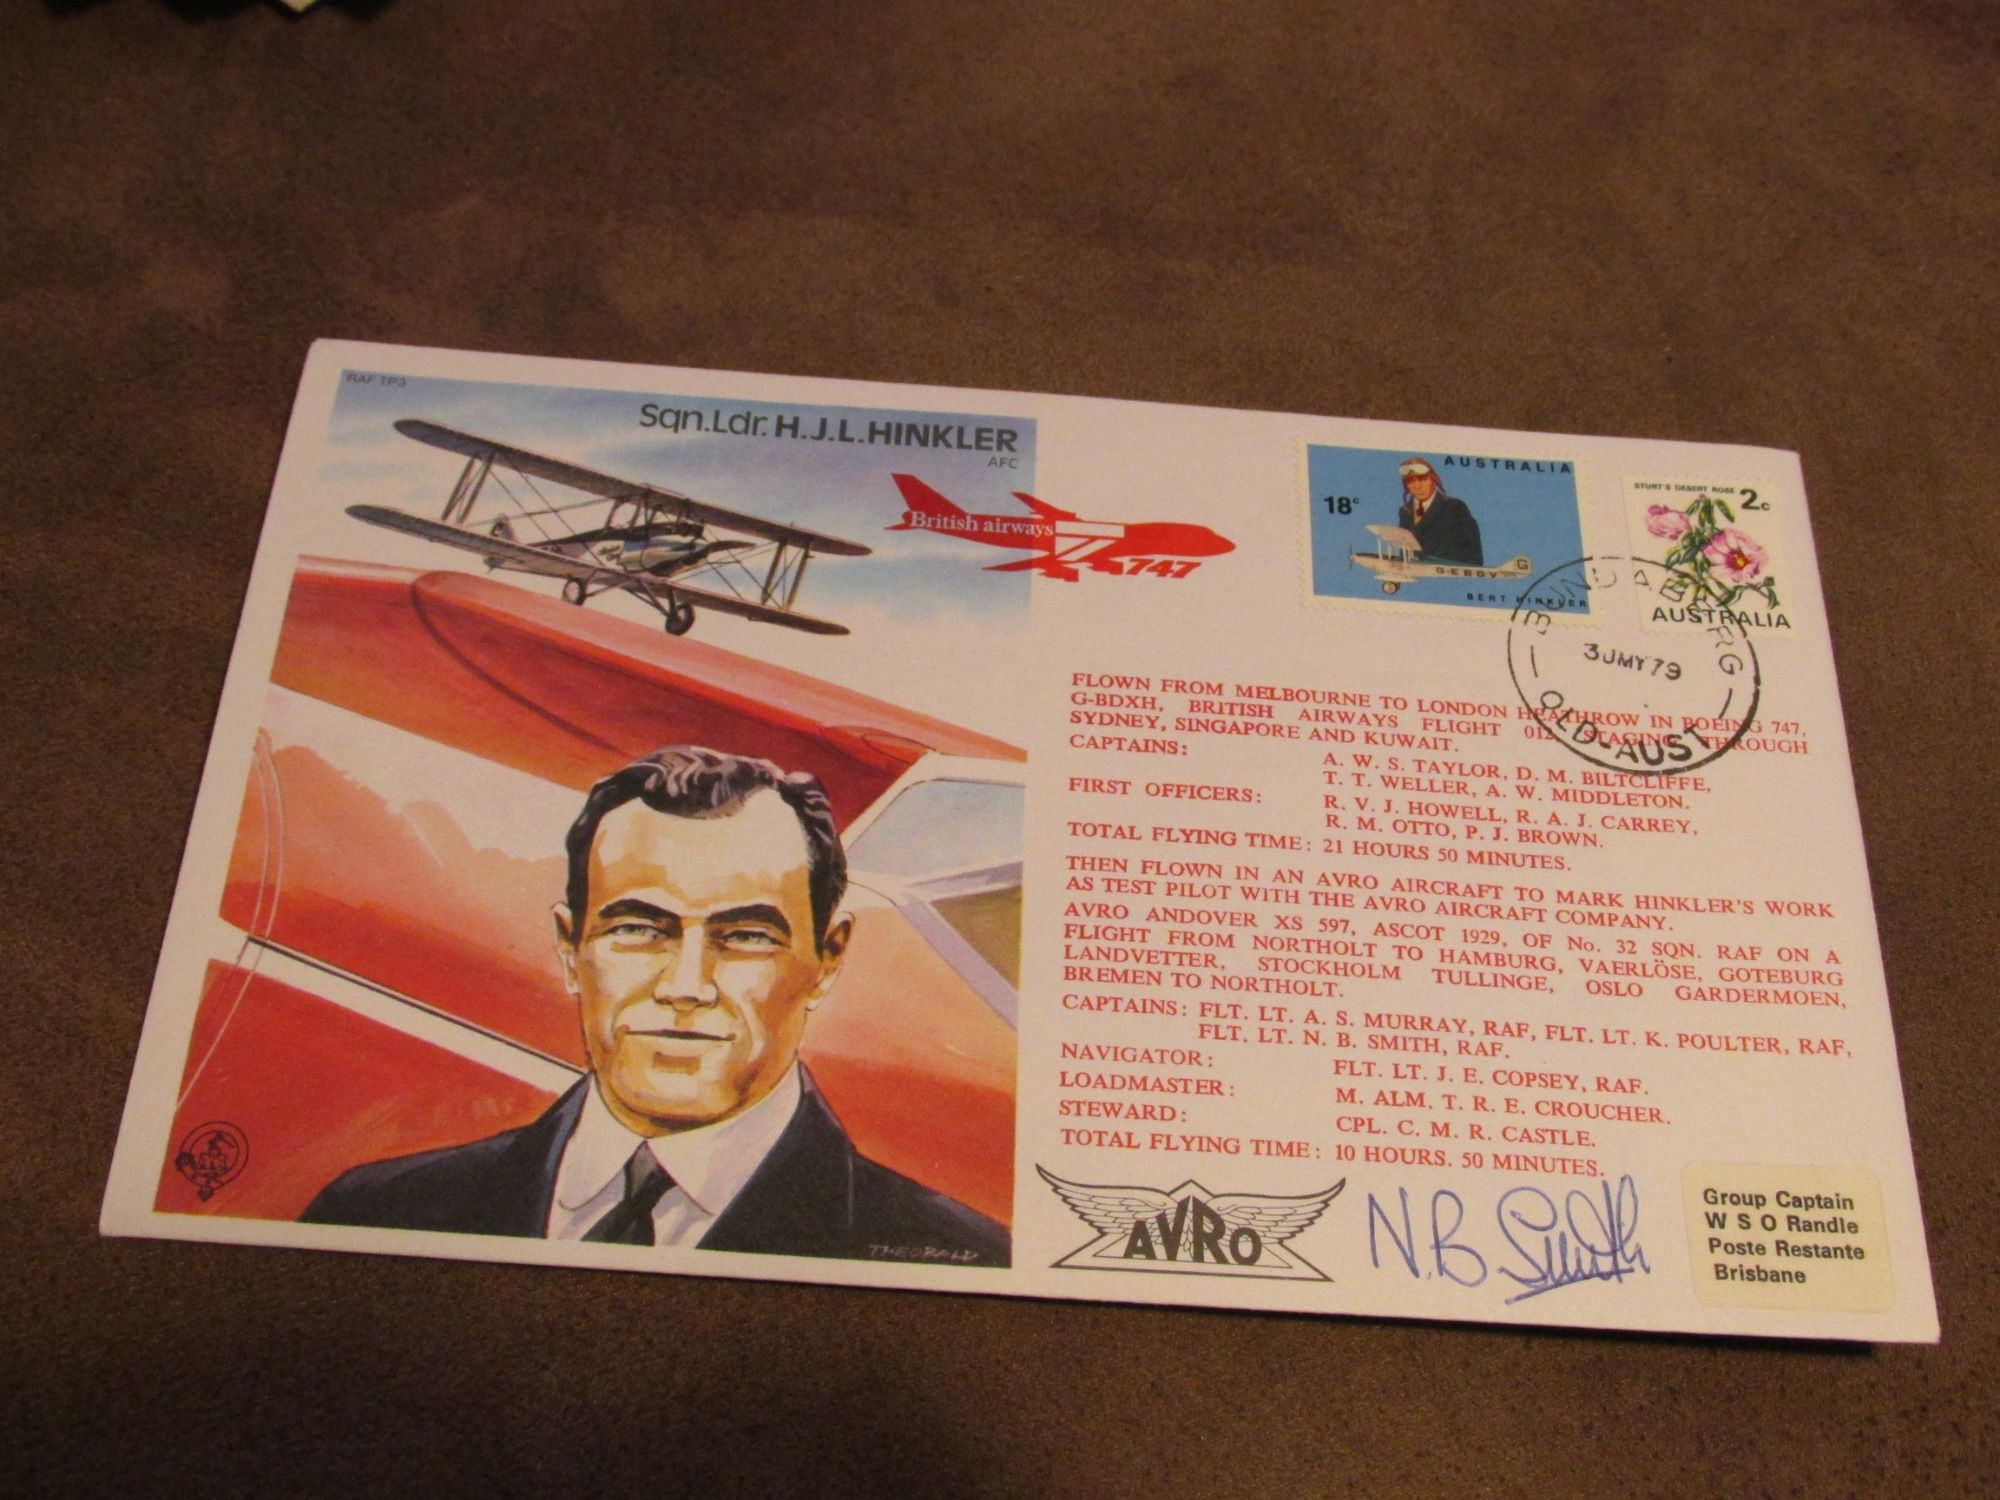 RAF TP3
Sqn.Ldr. H.J.L.HINKLER
AFC
British airways
747
AUSTRALIA
18c
G-EBOV
G
BERT HINKLER
STURT'S DESERT ROSE 2c
AUSTRALIA
BUNDABERG
3JMY79
QLD-AUST
FLOWN FROM MELBOURNE TO LONDON HEATHROW IN BOEING 747,
G-BDXH, BRITISH AIRWAYS FLIGHT 012 STAGING THROUGH
SYDNEY, SINGAPORE AND KUWAIT.
CAPTAINS: A. W. S. TAYLOR, D. M. BILTCLIFFE,
T. T. WELLER, A. W. MIDDLETON.
FIRST OFFICERS: R. V. J. HOWELL, R. A. J. CARREY,
R. M. OTTO, P. J. BROWN.
TOTAL FLYING TIME: 21 HOURS 50 MINUTES.
THEN FLOWN IN AN AVRO AIRCRAFT TO MARK HINKLER'S WORK
AS TEST PILOT WITH THE AVRO AIRCRAFT COMPANY.
AVRO ANDOVER XS 597, ASCOT 1929, OF No. 32 SQN. RAF ON A
FLIGHT FROM NORTHOLT TO HAMBURG, VAERLÖSE, GOTEBURG
LANDVETTER, STOCKHOLM TULLINGE, OSLO GARDERMOEN,
BREMEN TO NORTHOLT.
CAPTAINS: FLT. LT. A. S. MURRAY, RAF, FLT. LT. K. POULTER, RAF,
FLT. LT. N. B. SMITH, RAF.
NAVIGATOR: FLT. LT. J. E. COPSEY, RAF.
LOADMASTER: M. ALM. T. R. E. CROUCHER.
STEWARD: CPL. C. M. R. CASTLE.
TOTAL FLYING TIME: 10 HOURS. 50 MINUTES.
AVRO
N.B Smith
Group Captain
W S O Randle
Poste Restante
Brisbane
THEOBALD